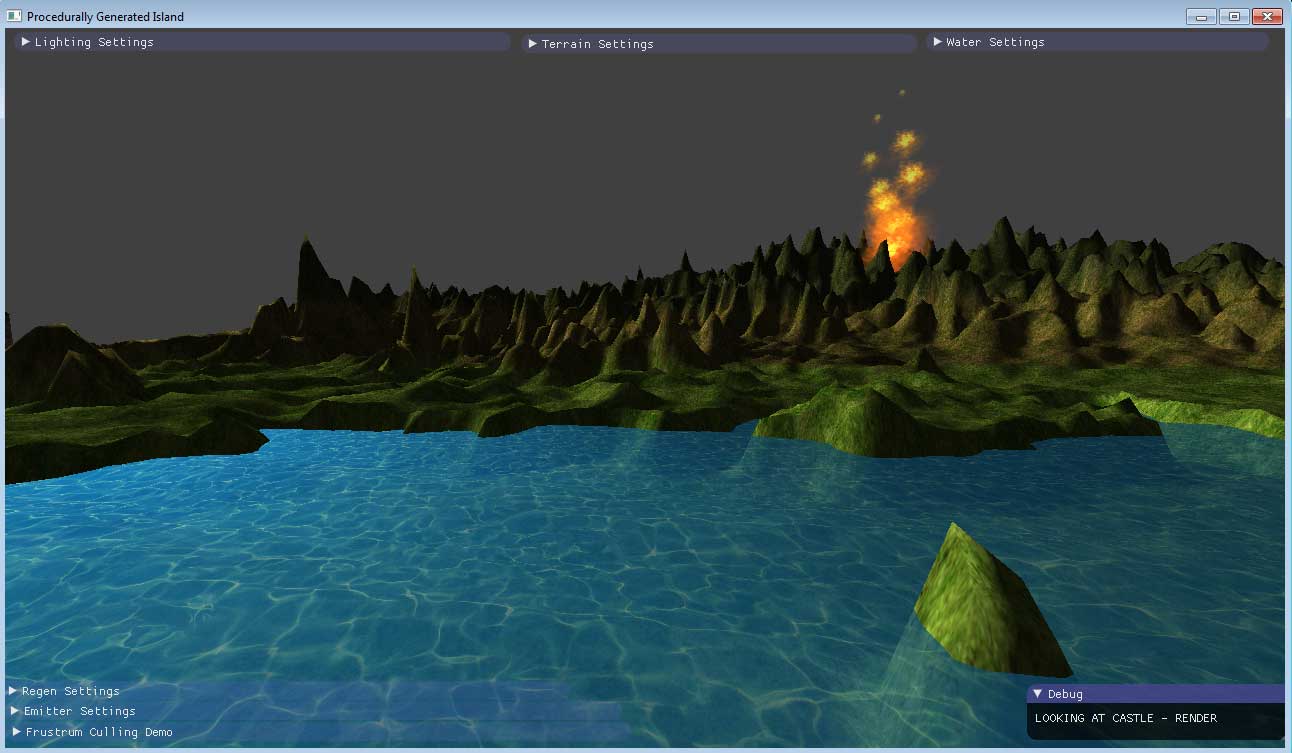 Procedurally Generated Island
Lighting Settings
Terrain Settings
Water Settings
Regen Settings
Emitter Settings
Frustrum Culling Demo
Debug
LOOKING AT CASTLE - RENDER